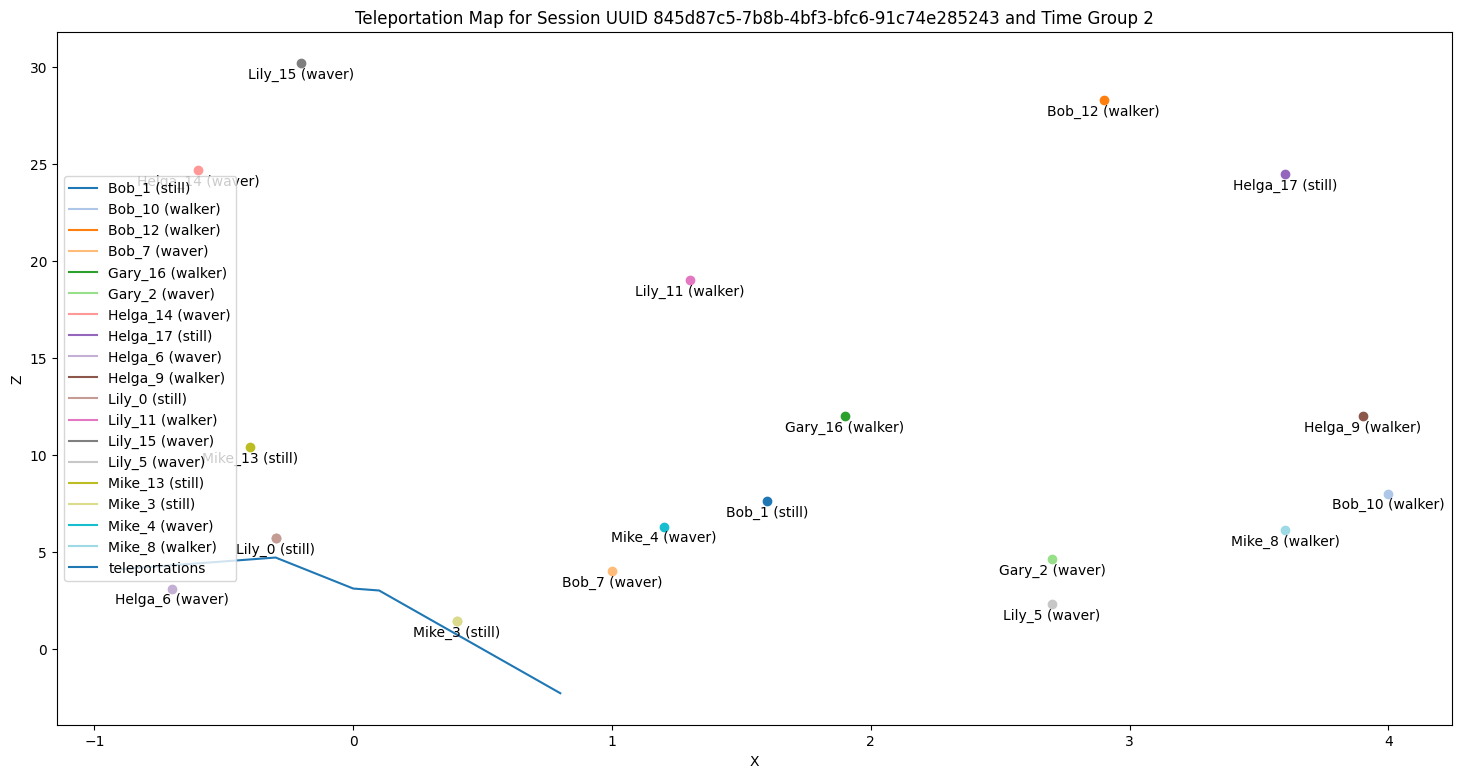 Teleportation Map for Session UUID 845d87c5-7b8b-4bf3-bfc6-91c74e285243 and Time Group 2
30
25
20
15
10
5
0
Z
Lily_15 (waver)
Bob_12 (walker)
Helga_14 (waver)
Helga_17 (still)
Lily_11 (walker)
Gary_16 (walker)
Helga_9 (walker)
Mike_13 (still)
Bob_10 (walker)
Bob_1 (still)
Mike_4 (waver)
Mike_8 (walker)
Lily_0 (still)
Gary_2 (waver)
Bob_7 (waver)
Helga_6 (waver)
Lily_5 (waver)
Mike_3 (still)
Bob_1 (still)
Bob_10 (walker)
Bob_12 (walker)
Bob_7 (waver)
Gary_16 (walker)
Gary_2 (waver)
Helga_14 (waver)
Helga_17 (still)
Helga_6 (waver)
Helga_9 (walker)
Lily_0 (still)
Lily_11 (walker)
Lily_15 (waver)
Lily_5 (waver)
Mike_13 (still)
Mike_3 (still)
Mike_4 (waver)
Mike_8 (walker)
teleportations
−1
0
1
2
3
4
X